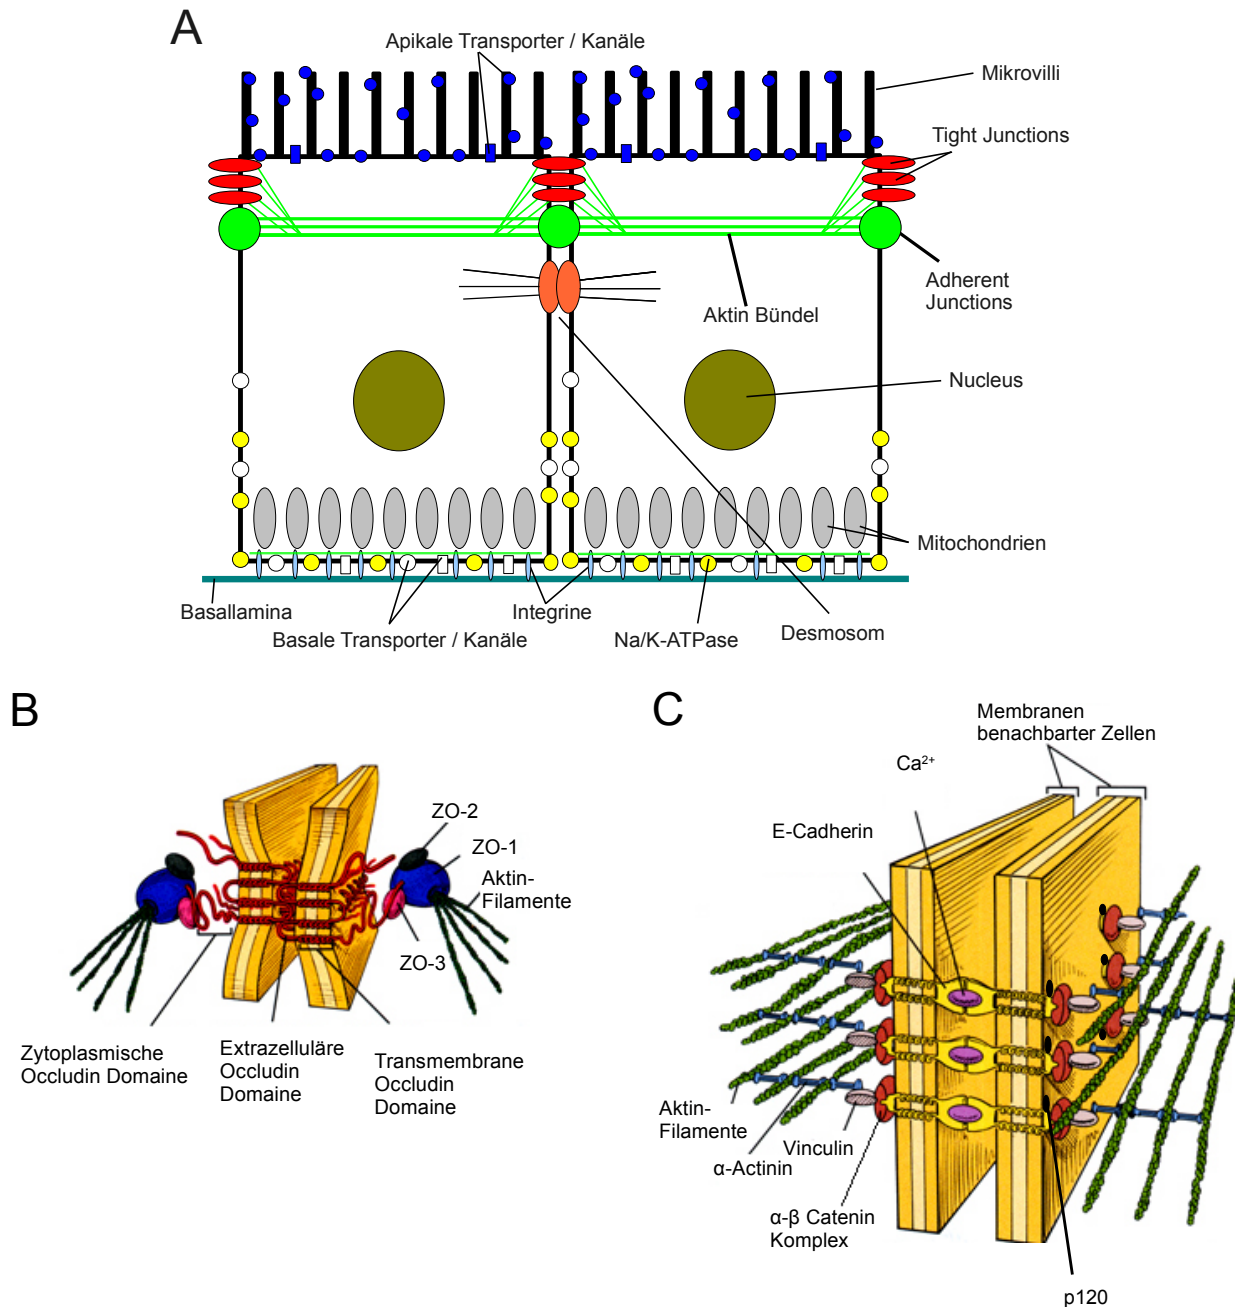 A
Apikale Transporter / Kanäle
Mikrovilli
Tight Junctions
Adherent
Junctions
Aktin Bündel
Nucleus
Mitochondrien
Basallamina
Integrine
Basale Transporter / Kanäle
Na/K-ATPase
Desmosom
B
ZO-2
ZO-1
Aktin-
Filamente
ZO-3
Zytoplasmische
Occludin Domaine
Extrazelluläre
Occludin
Domaine
Transmembrane
Occludin
Domaine
C
Membranen
benachbarter Zellen
Ca²⁺
E-Cadherin
Aktin-
Filamente
Vinculin
α-Actinin
α-β Catenin
Komplex
p120